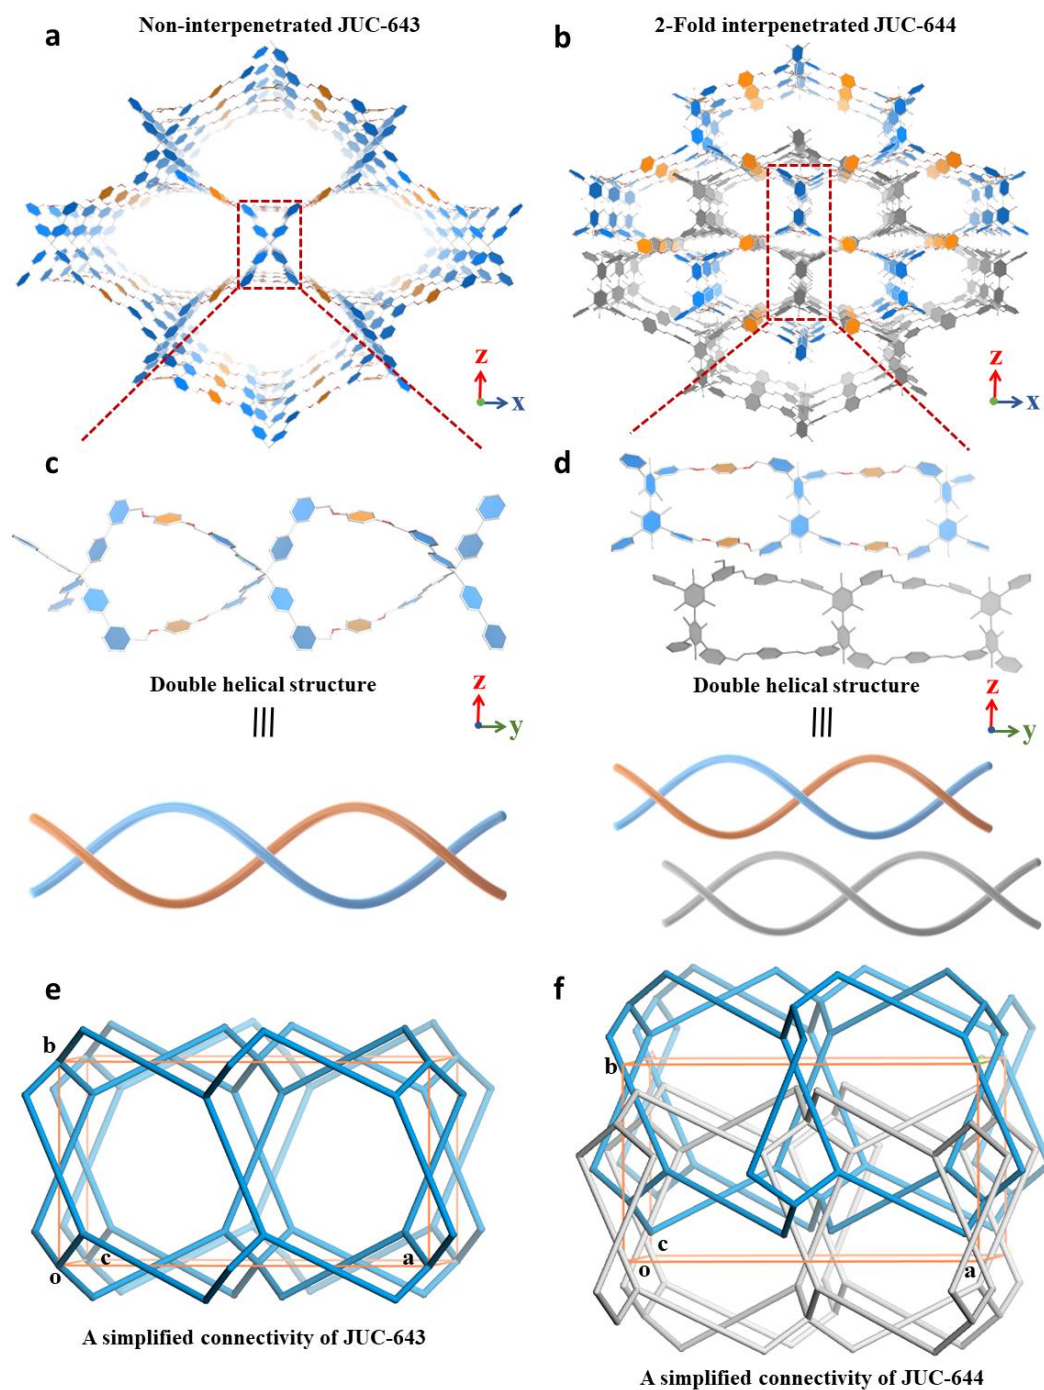 a
Non-interpenetrated JUC-643
b
2-Fold interpenetrated JUC-644
z
x
z
x
c
d
Double helical structure
z
y
Double helical structure
z
y
e
b
o
c
a
A simplified connectivity of JUC-643
f
b
c
o
a
A simplified connectivity of JUC-644